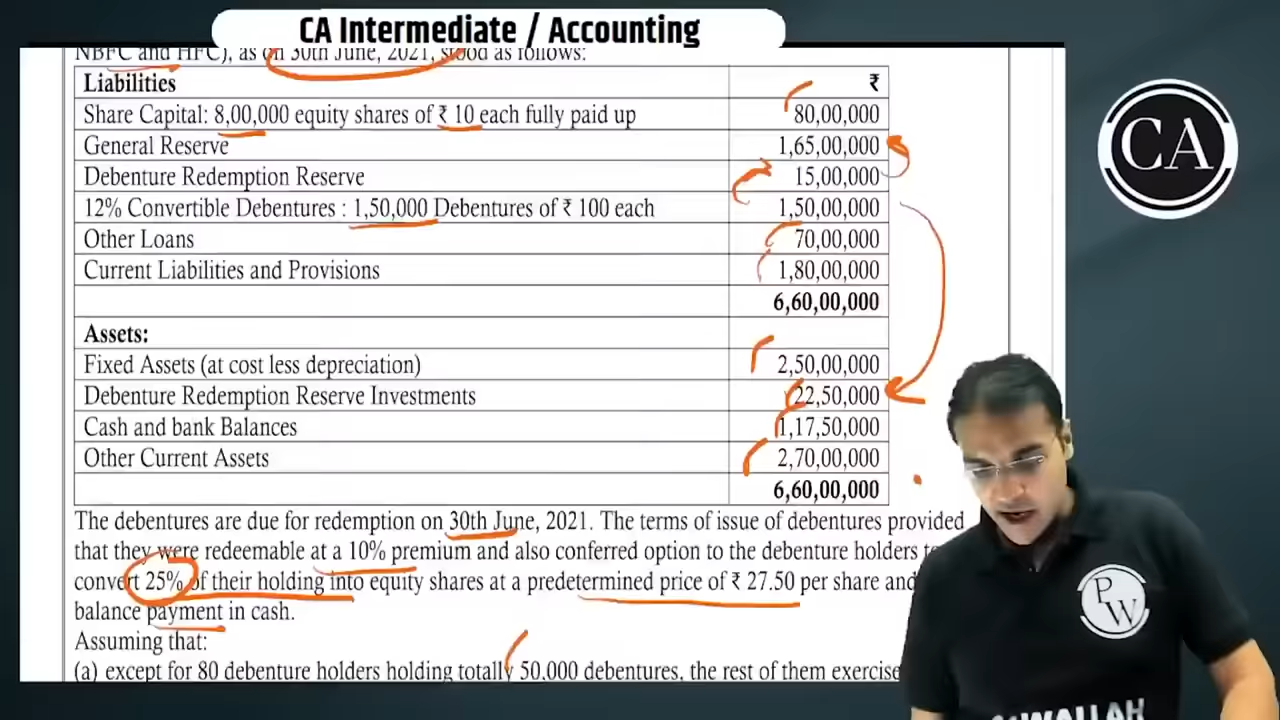 CA Intermediate / Accounting
NBFC and HFC), as on 30th June, 2021, stood as follows:
Liabilities ₹
Share Capital: 8,00,000 equity shares of ₹ 10 each fully paid up 80,00,000
General Reserve 1,65,00,000
Debenture Redemption Reserve 15,00,000
12% Convertible Debentures : 1,50,000 Debentures of ₹ 100 each 1,50,00,000
Other Loans 70,00,000
Current Liabilities and Provisions 1,80,00,000
6,60,00,000
Assets:
Fixed Assets (at cost less depreciation) 2,50,00,000
Debenture Redemption Reserve Investments 22,50,000
Cash and bank Balances 1,17,50,000
Other Current Assets 2,70,00,000
6,60,00,000
The debentures are due for redemption on 30th June, 2021. The terms of issue of debentures provided
that they were redeemable at a 10% premium and also conferred option to the debenture holders
convert 25% of their holding into equity shares at a predetermined price of ₹ 27.50 per share and
balance payment in cash.
Assuming that:
(a) except for 80 debenture holders holding totally 50,000 debentures, the rest of them exercise
CA
PW
WALLAH